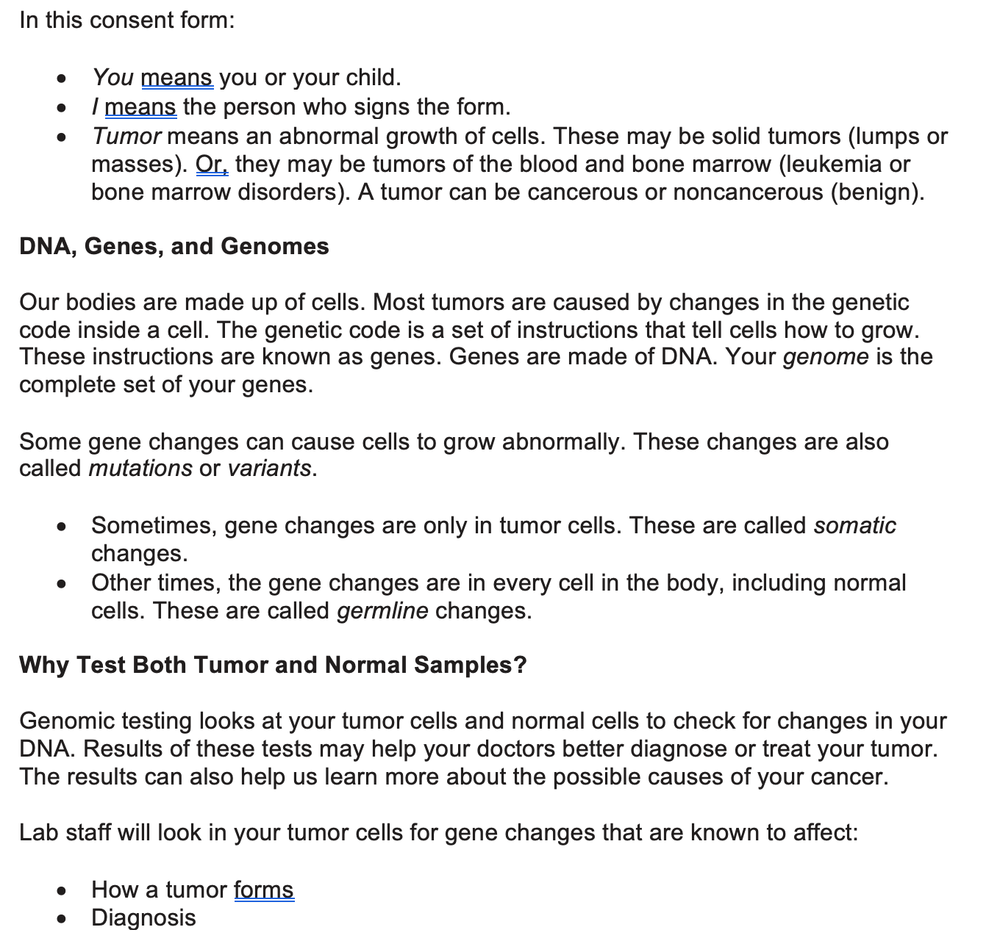 In this consent form:
• You means you or your child.
• I means the person who signs the form.
• Tumor means an abnormal growth of cells. These may be solid tumors (lumps or
masses). Or, they may be tumors of the blood and bone marrow (leukemia or
bone marrow disorders). A tumor can be cancerous or noncancerous (benign).
DNA, Genes, and Genomes
Our bodies are made up of cells. Most tumors are caused by changes in the genetic
code inside a cell. The genetic code is a set of instructions that tell cells how to grow.
These instructions are known as genes. Genes are made of DNA. Your genome is the
complete set of your genes.
Some gene changes can cause cells to grow abnormally. These changes are also
called mutations or variants.
• Sometimes, gene changes are only in tumor cells. These are called somatic
changes.
• Other times, the gene changes are in every cell in the body, including normal
cells. These are called germline changes.
Why Test Both Tumor and Normal Samples?
Genomic testing looks at your tumor cells and normal cells to check for changes in your
DNA. Results of these tests may help your doctors better diagnose or treat your tumor.
The results can also help us learn more about the possible causes of your cancer.
Lab staff will look in your tumor cells for gene changes that are known to affect:
• How a tumor forms
• Diagnosis